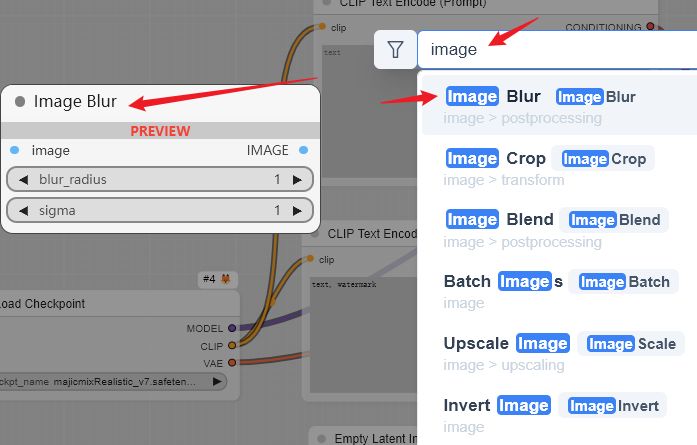 CLIP Text Encode (Prompt)
clip
CONDITIONING
text
image
Image Blur
PREVIEW
image
IMAGE
blur_radius
1
sigma
1
Image Blur ImageBlur
image > postprocessing
Image Crop ImageCrop
image > transform
Image Blend ImageBlend
image > postprocessing
Batch Images ImageBatch
image
Upscale Image ImageScale
image > upscaling
Invert Image ImageInvert
image
CLIP Text Encod
clip
text, watermark
#4
oad Checkpoint
MODEL
CLIP
VAE
ckpt_name majicmixRealistic_v7.safeten...
Empty Latent In